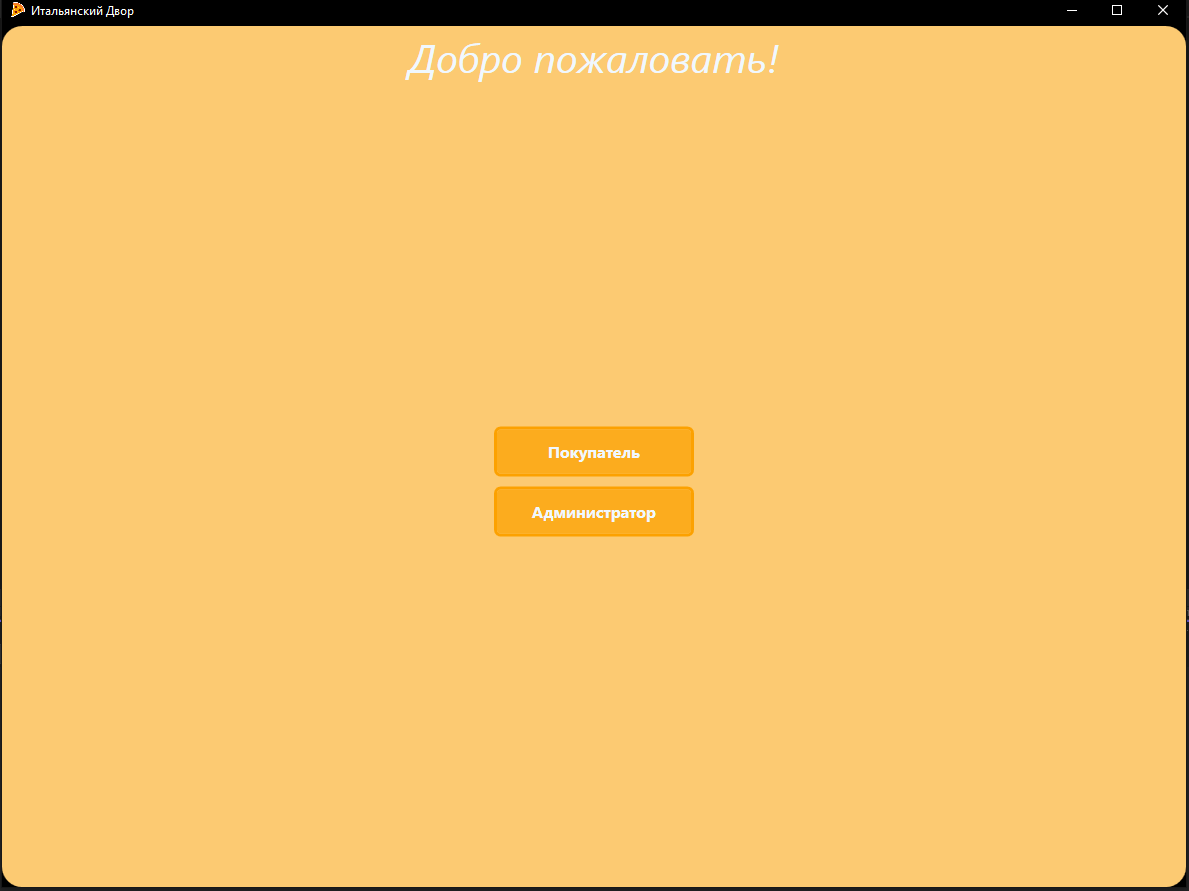 Итальянский Двор
Добро пожаловать!
Покупатель
Администратор